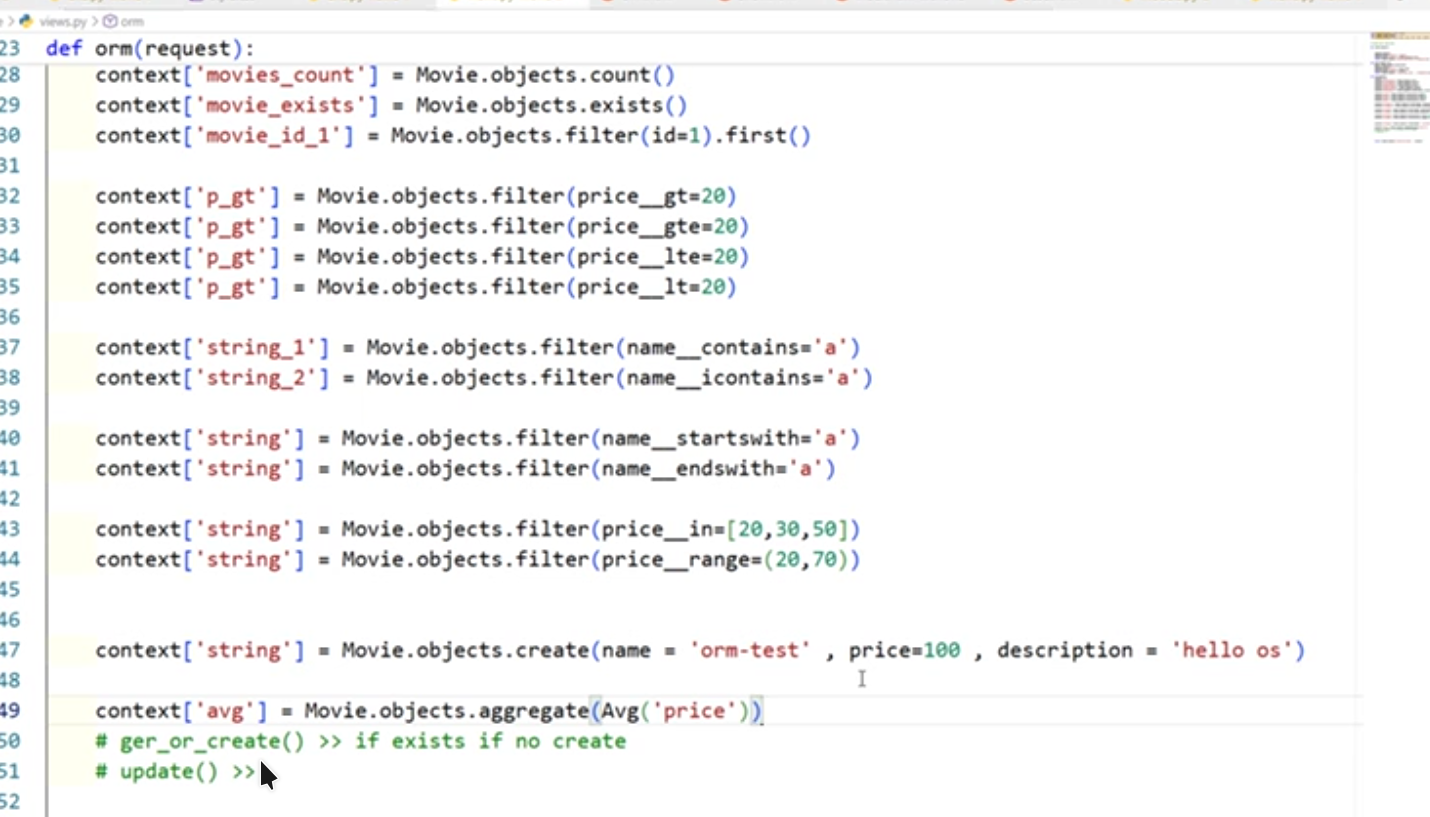 views.py > orm
23 def orm(request):
28 context['movies_count'] = Movie.objects.count()
29 context['movie_exists'] = Movie.objects.exists()
30 context['movie_id_1'] = Movie.objects.filter(id=1).first()
31
32 context['p_gt'] = Movie.objects.filter(price__gt=20)
33 context['p_gt'] = Movie.objects.filter(price__gte=20)
34 context['p_gt'] = Movie.objects.filter(price__lte=20)
35 context['p_gt'] = Movie.objects.filter(price__lt=20)
36
37 context['string_1'] = Movie.objects.filter(name__contains='a')
38 context['string_2'] = Movie.objects.filter(name__icontains='a')
39
40 context['string'] = Movie.objects.filter(name__startswith='a')
41 context['string'] = Movie.objects.filter(name__endswith='a')
42
43 context['string'] = Movie.objects.filter(price__in=[20,30,50])
44 context['string'] = Movie.objects.filter(price__range=(20,70))
45
46
47 context['string'] = Movie.objects.create(name = 'orm-test' , price=100 , description = 'hello os')
48
49 context['avg'] = Movie.objects.aggregate(Avg('price'))
50 # ger_or_create() >> if exists if no create
51 # update() >>
52